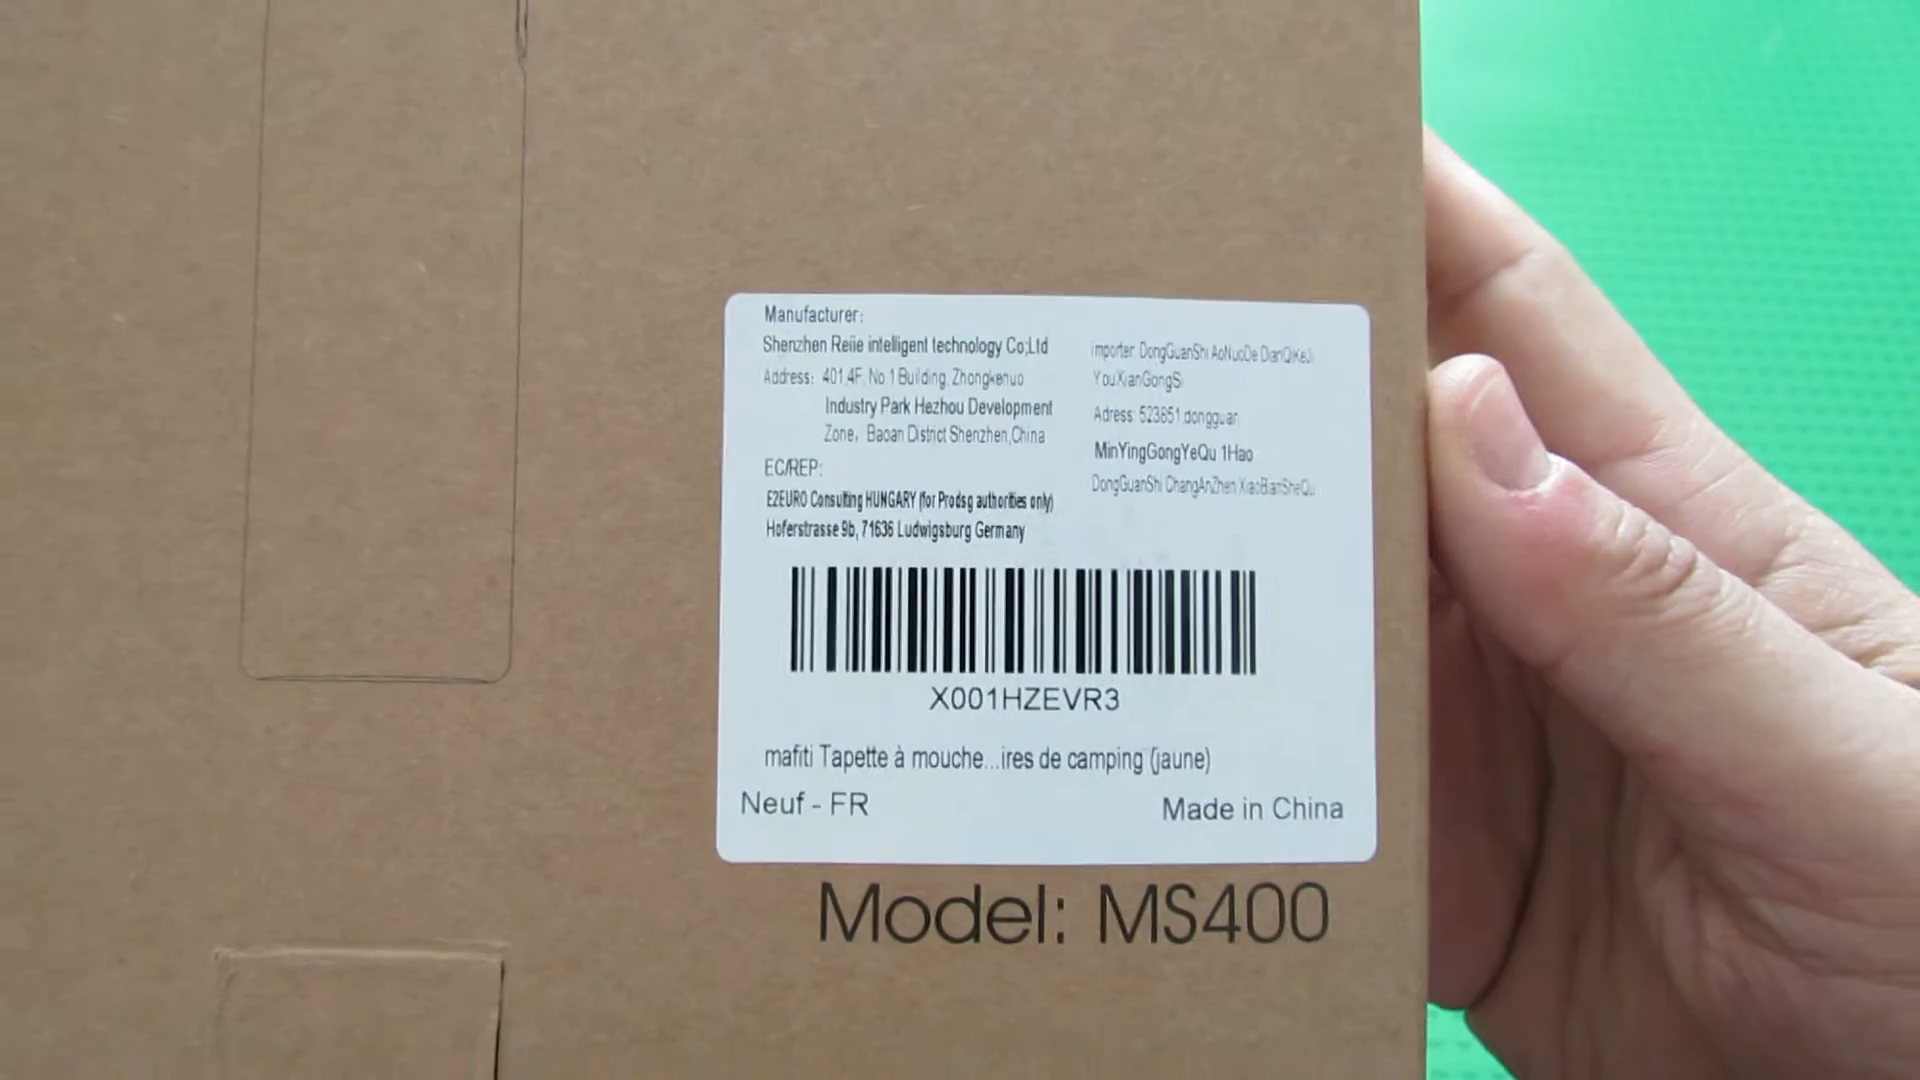 Manufacturer:
Shenzhen Reiie intelligent technology Co;Ltd
Address: 401,4F, No 1 Building, Zhongkenuo
Industry Park Hezhou Development
Zone, Baoan District Shenzhen,China
EC/REP:
E2EURO Consulting HUNGARY (for Prodsg authorities only)
Hoferstrasse 9b, 71636 Ludwigsburg Germany
importer: DongGuanShi AoNuoDe DianQiKeJi
YouXianGongSi
Adress: 523851 dongguan
MinYingGongYeQu 1Hao
DongGuanShi ChangAnZhen XiaoBianSheQu
X001HZEVR3
mafiti Tapette à mouche...ires de camping (jaune)
Neuf - FR
Made in China
Model: MS400